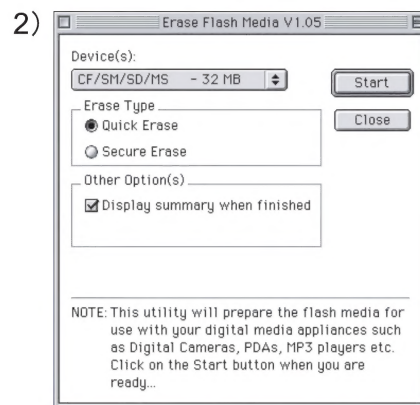 2)
Erase Flash Media V1.05
Device(s):
CF/SM/SD/MS - 32 MB
Start
Erase Type
Quick Erase
Close
Secure Erase
Other Option(s)
Display summary when finished
NOTE: This utility will prepare the flash media for
use with your digital media appliances such
as Digital Cameras, PDAs, MP3 players etc.
Click on the Start button when you are
ready...